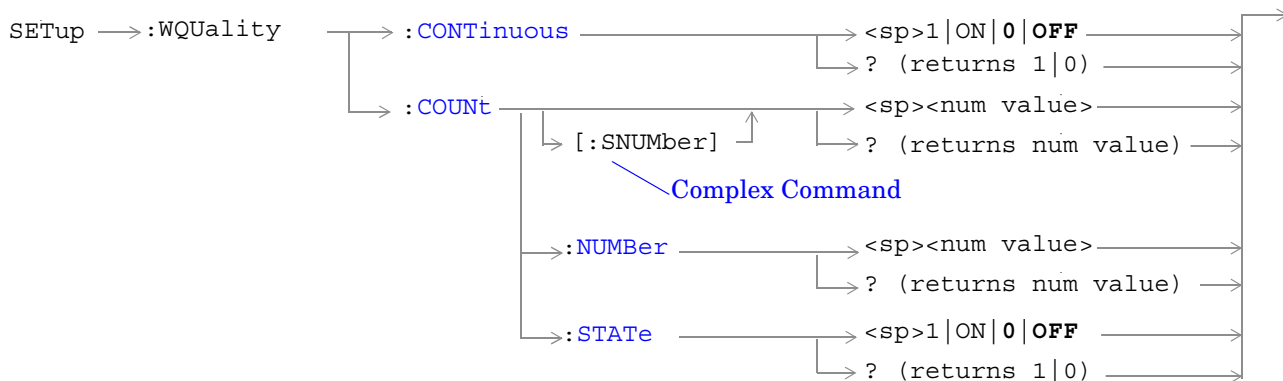 SETup :WQUality :CONTinuous <sp>1|ON|0|OFF
? (returns 1|0)
:COUNt <sp><num value>
[:SNUMber] ? (returns num value)
Complex Command
:NUMBer <sp><num value>
? (returns num value)
:STATe <sp>1|ON|0|OFF
? (returns 1|0)